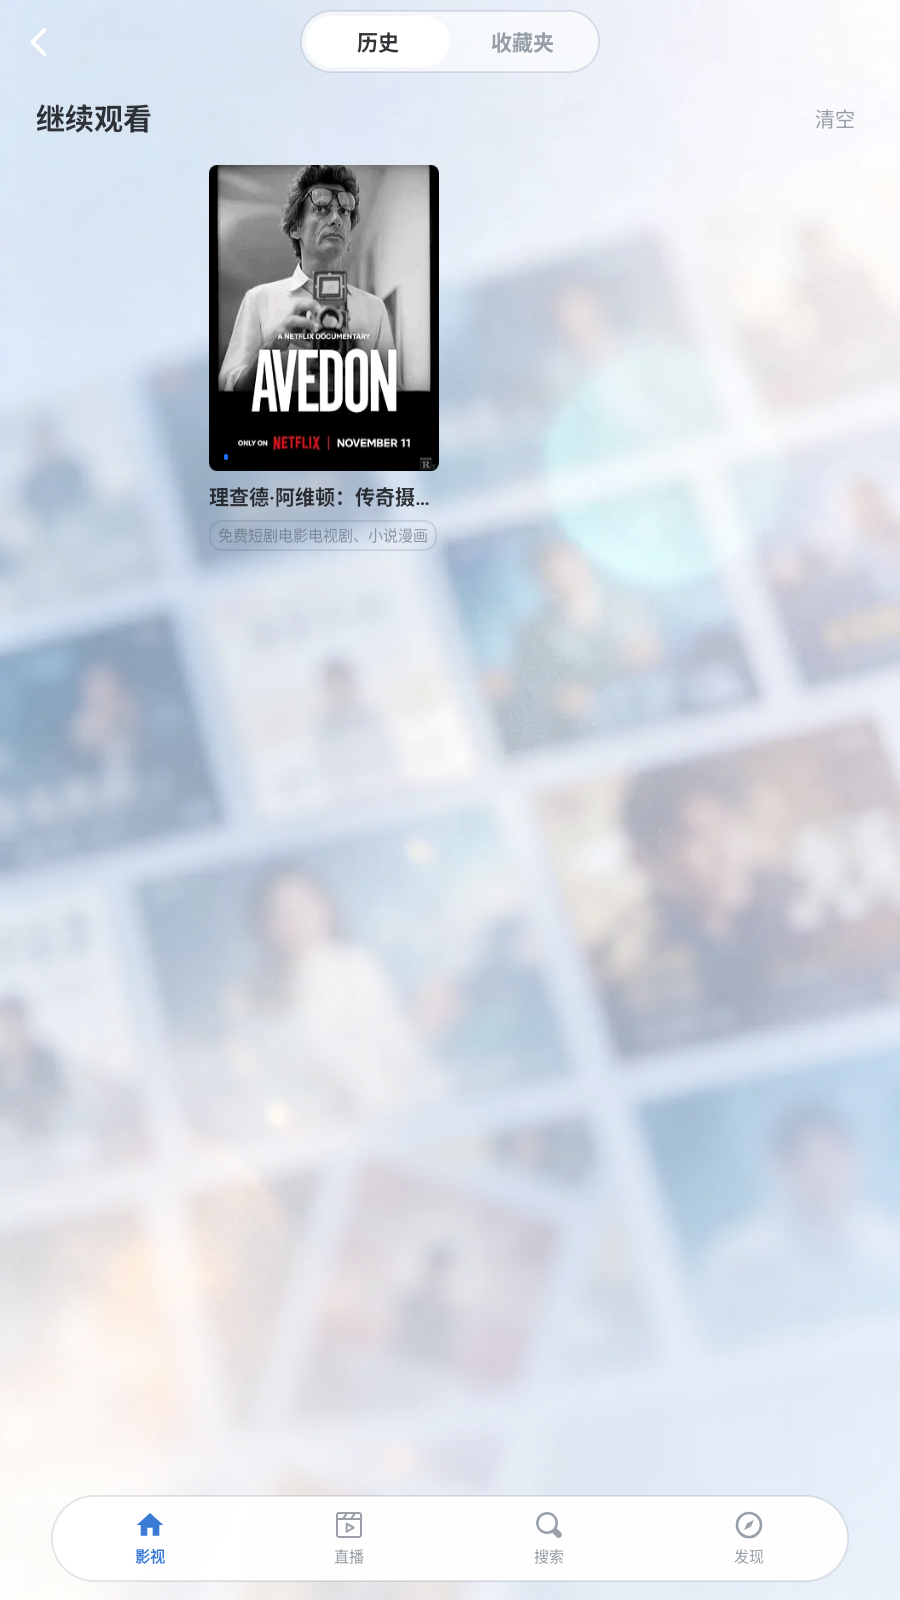 历史
收藏夹
继续观看
清空
A NETFLIX DOCUMENTARY
AVEDON
ONLY ON NETFLIX | NOVEMBER 11
R
理查德·阿维顿：传奇摄...
免费短剧电影电视剧、小说漫画
影视
直播
搜索
发现